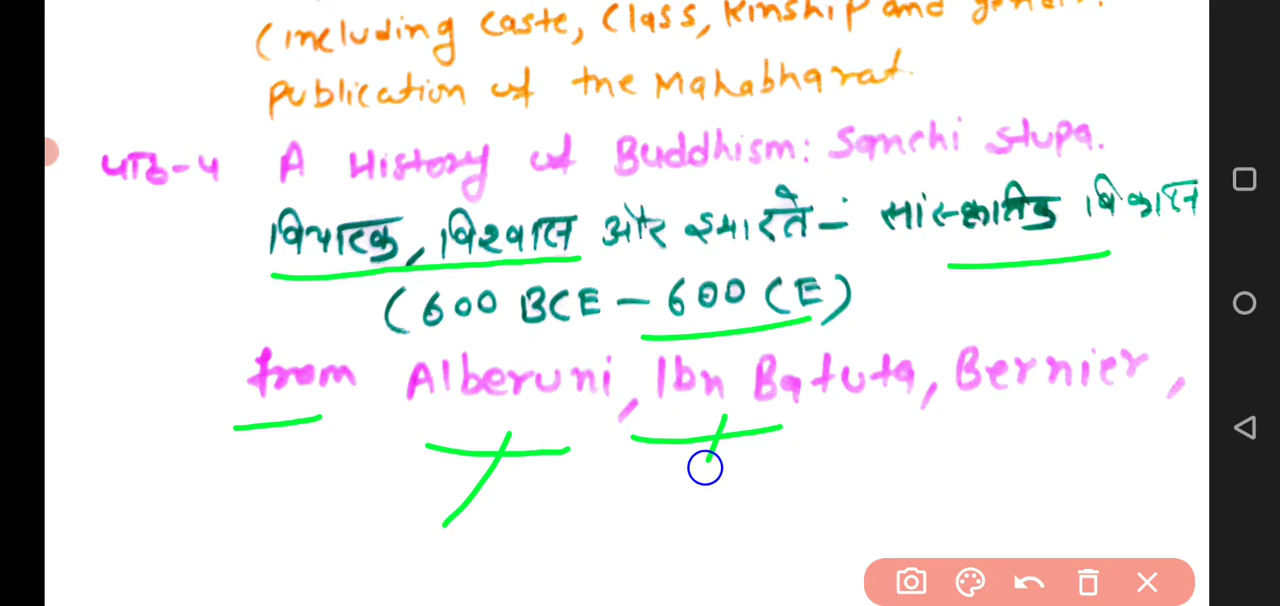 (including caste, Class, kinship and gender.
publication of the Mahabharat.
पाठ-4 A History of Buddhism: Sanchi stupa.
विचारक, विश्वास और इमारतें - सांस्कृतिक विकास
(600 BCE - 600 CE)
from Alberuni, Ibn Batuta, Bernier,